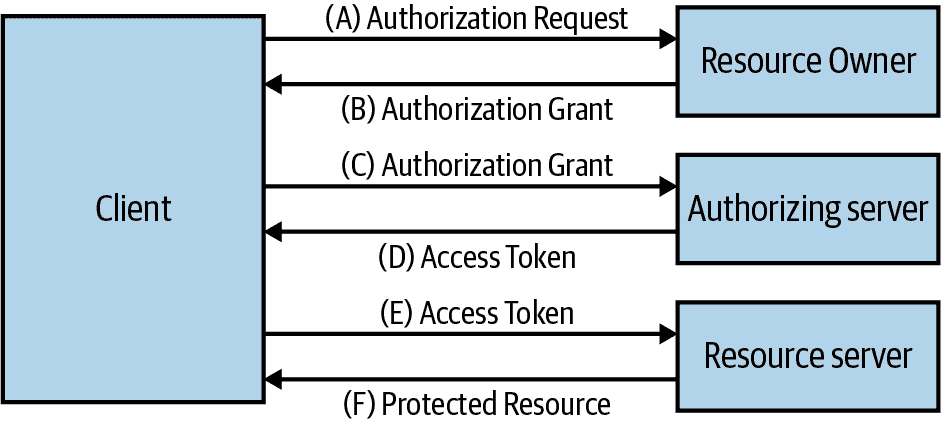 (A) Authorization Request
Resource Owner
(B) Authorization Grant
(C) Authorization Grant
Client
Authorizing server
(D) Access Token
(E) Access Token
Resource server
(F) Protected Resource